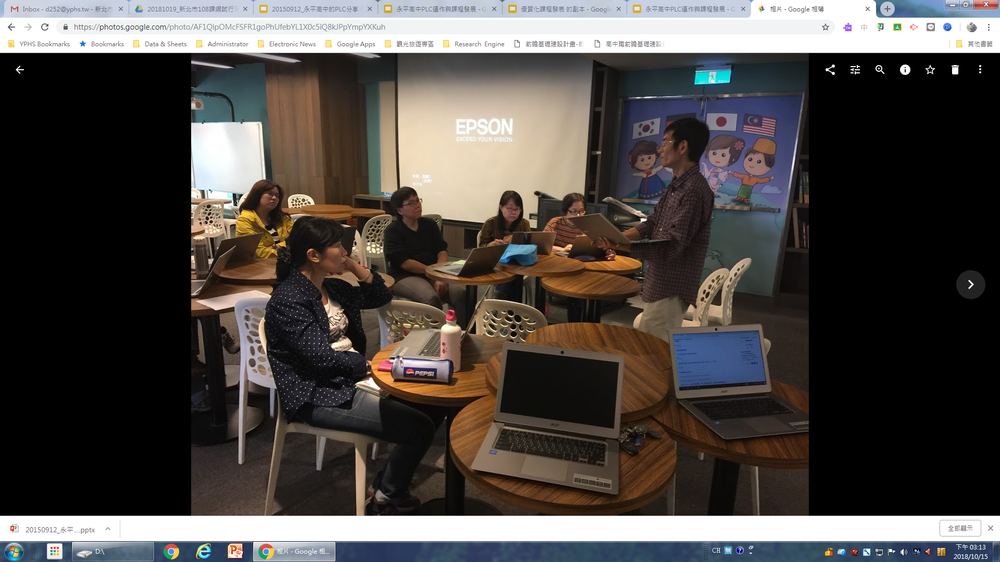 Inbox - d252@yphs.tw - 新北市
20181019_新北市108課綱試行
20150912_永平高中的PLC分享
永平高中PLC運作與課程發展 - G
優質化課程發表 的副本 - Google
永平高中PLC運作與課程發展 - G
相片 - Google 相簿
https://photos.google.com/photo/AF1QipOMcFSFR1goPhUfebYL1X0c5iQ8kJPpYmpYXKuh
YPHS Bookmarks
Bookmarks
Data & Sheets
Administrator
Electronic News
Google Apps
觀光旅遊專區
Research Engine
前瞻基礎建設計畫-數
高中職前瞻基礎建設
其他書籤
EPSON
EXCEED YOUR VISION
PEPSI
acer
acer
20150912_永平....pptx
全部顯示
D:\
相片 - Google 相...
CH
無
下午 03:13
2018/10/15